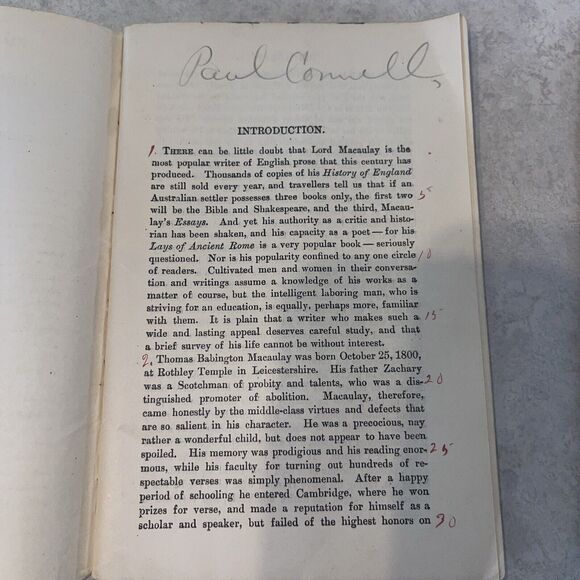 Paul Connell,
INTRODUCTION.
1. THERE can be little doubt that Lord Macaulay is the
most popular writer of English prose that this century has
produced. Thousands of copies of his History of England
are still sold every year, and travellers tell us that if an
Australian settler possesses three books only, the first two 5
will be the Bible and Shakespeare, and the third, Macau-
lay's Essays. And yet his authority as a critic and histo-
rian has been shaken, and his capacity as a poet — for his
Lays of Ancient Rome is a very popular book — seriously
questioned. Nor is his popularity confined to any one circle 10
of readers. Cultivated men and women in their conversa-
tion and writings assume a knowledge of his works as a
matter of course, but the intelligent laboring man, who is
striving for an education, is equally, perhaps more, familiar
with them. It is plain that a writer who makes such a 15
wide and lasting appeal deserves careful study, and that
a brief survey of his life cannot be without interest.
2. Thomas Babington Macaulay was born October 25, 1800,
at Rothley Temple in Leicestershire. His father Zachary
was a Scotchman of probity and talents, who was a dis- 20
tinguished promoter of abolition. Macaulay, therefore,
came honestly by the middle-class virtues and defects that
are so salient in his character. He was a precocious, nay
rather a wonderful child, but does not appear to have been
spoiled. His memory was prodigious and his reading enor- 25
mous, while his faculty for turning out hundreds of re-
spectable verses was simply phenomenal. After a happy
period of schooling he entered Cambridge, where he won
prizes for verse, and made a reputation for himself as a
scholar and speaker, but failed of the highest honors on 30